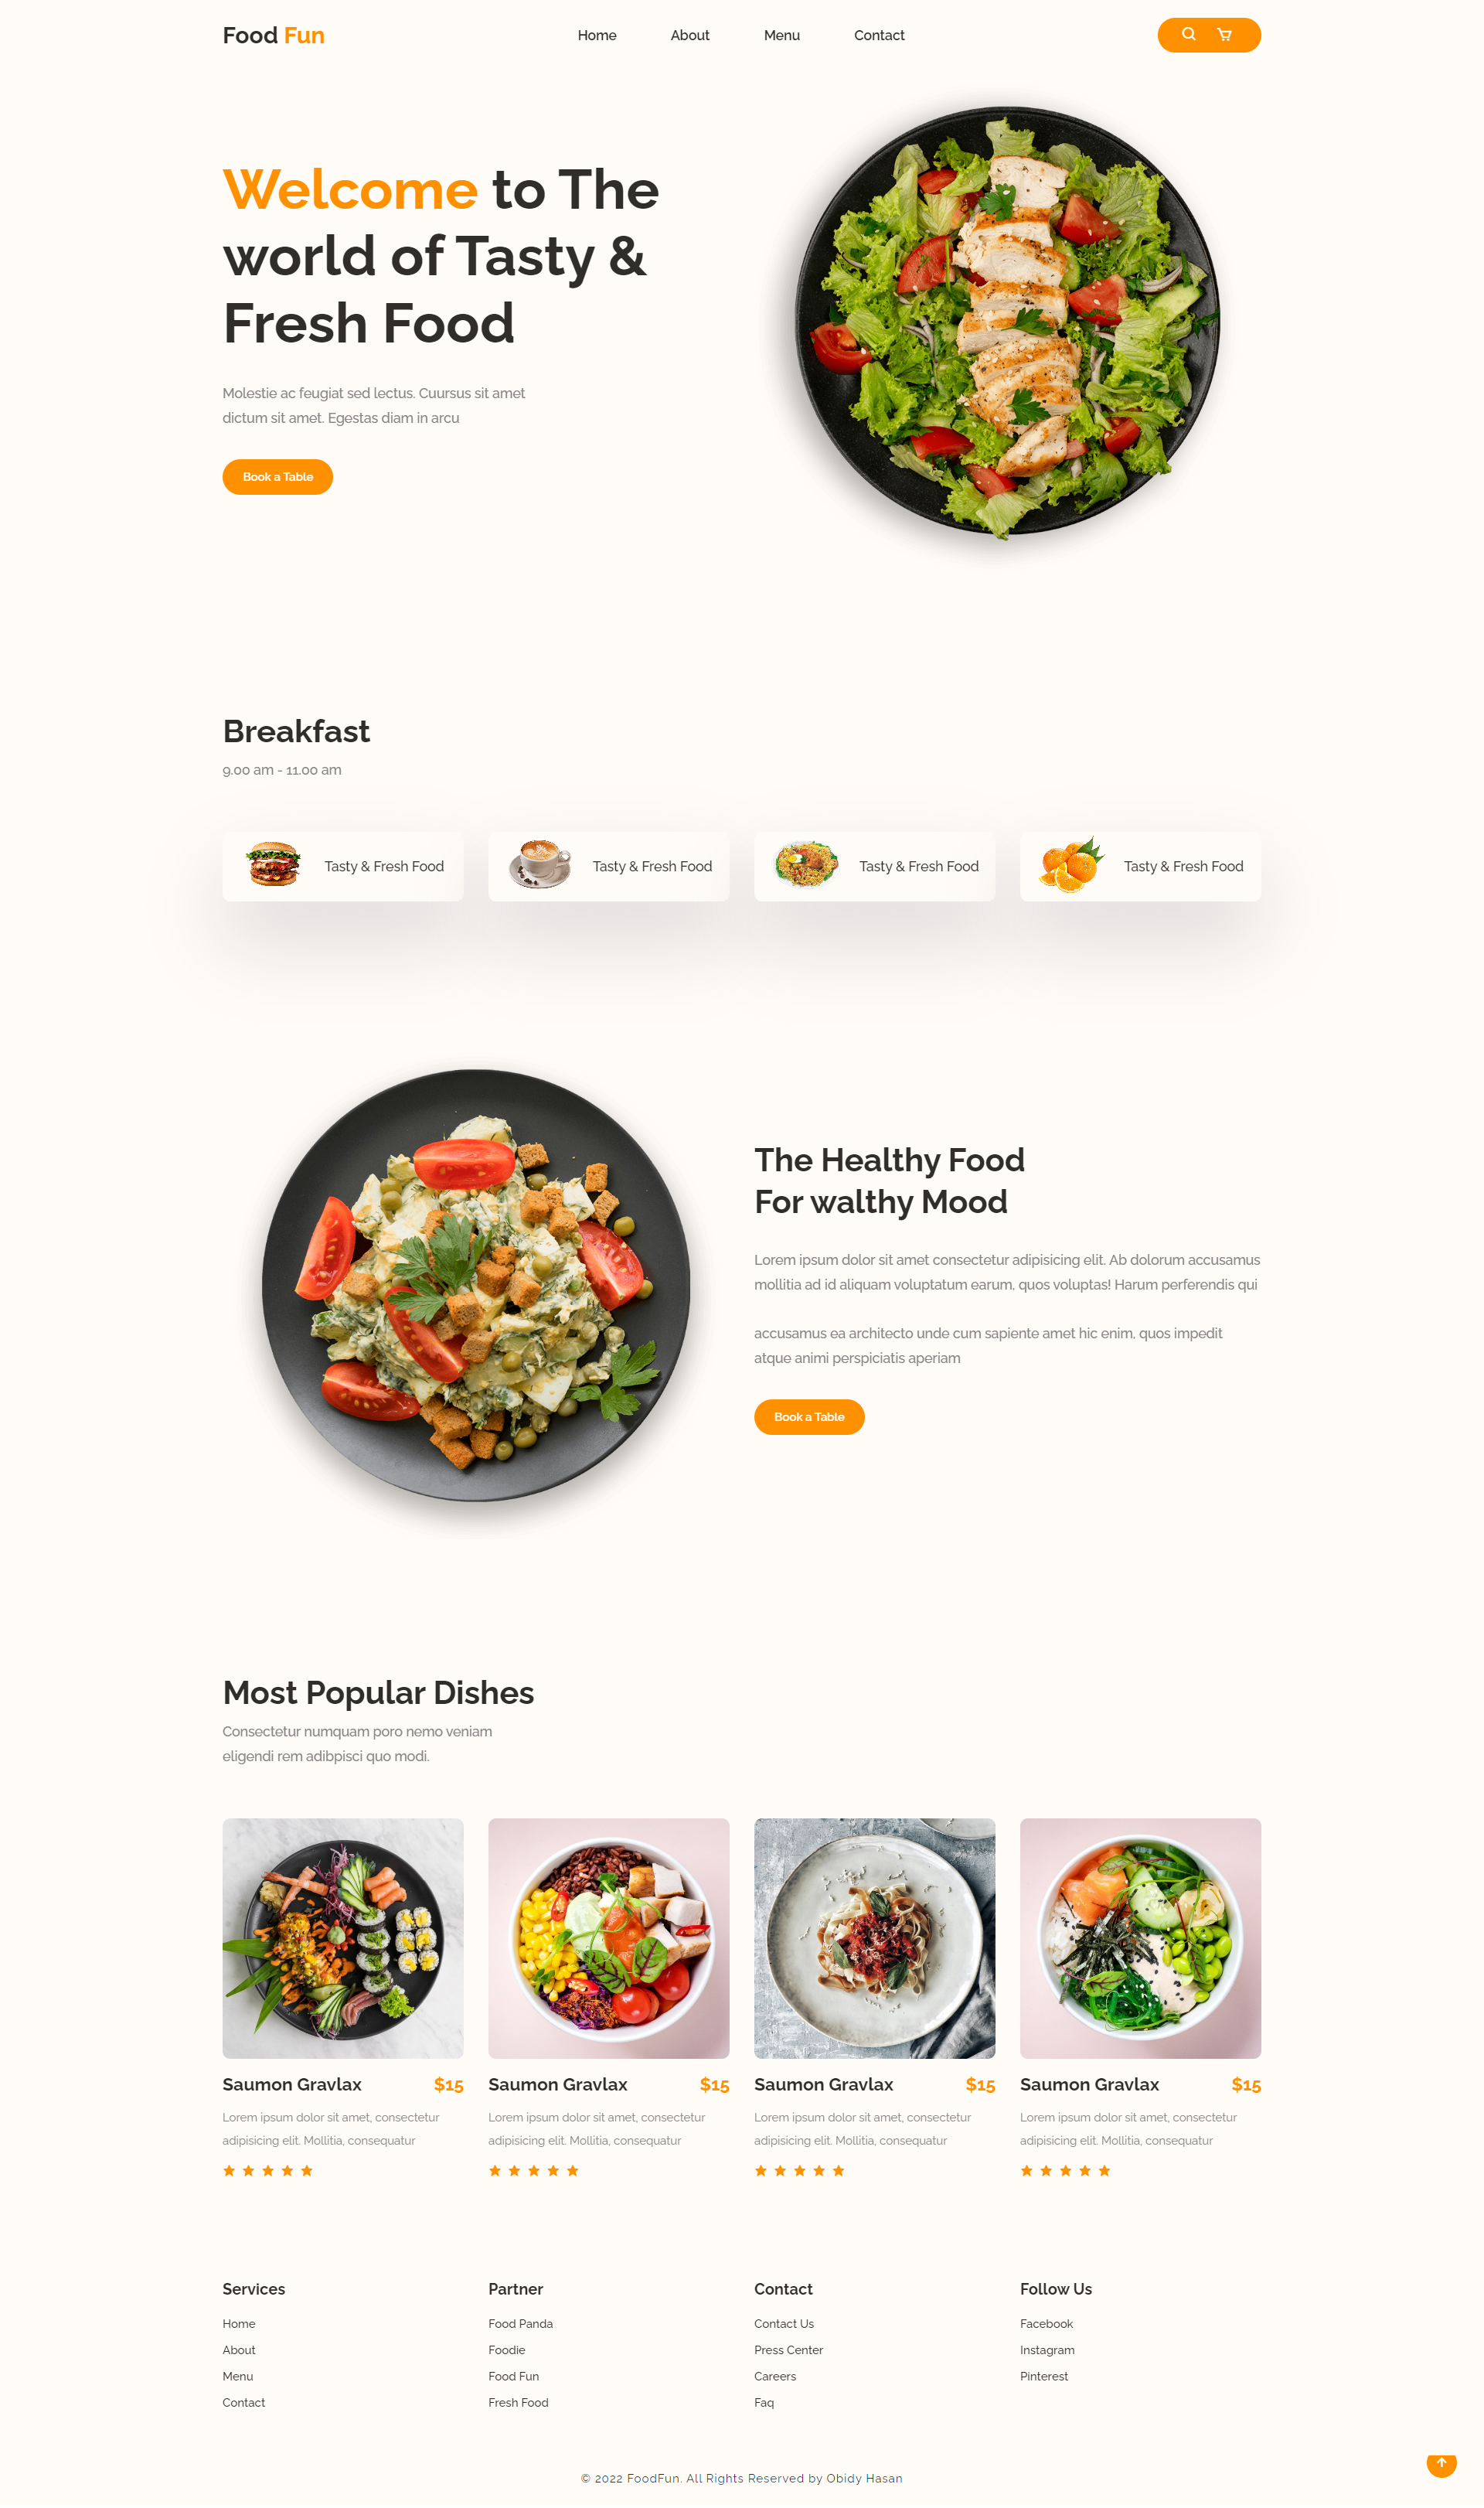 Food Fun
Home About Menu Contact
Welcome to The
world of Tasty &
Fresh Food
Molestie ac feugiat sed lectus. Cuursus sit amet
dictum sit amet. Egestas diam in arcu
Book a Table
Breakfast
9.00 am - 11.00 am
Tasty & Fresh Food Tasty & Fresh Food Tasty & Fresh Food Tasty & Fresh Food
The Healthy Food
For walthy Mood
Lorem ipsum dolor sit amet consectetur adipisicing elit. Ab dolorum accusamus
mollitia ad id aliquam voluptatum earum, quos voluptas! Harum perferendis qui
accusamus ea architecto unde cum sapiente amet hic enim, quos impedit
atque animi perspiciatis aperiam
Book a Table
Most Popular Dishes
Consectetur numquam poro nemo veniam
eligendi rem adibpisci quo modi.
Saumon Gravlax $15
Lorem ipsum dolor sit amet, consectetur
adipisicing elit. Mollitia, consequatur
Saumon Gravlax $15
Lorem ipsum dolor sit amet, consectetur
adipisicing elit. Mollitia, consequatur
Saumon Gravlax $15
Lorem ipsum dolor sit amet, consectetur
adipisicing elit. Mollitia, consequatur
Saumon Gravlax $15
Lorem ipsum dolor sit amet, consectetur
adipisicing elit. Mollitia, consequatur
Services
Home
About
Menu
Contact
Partner
Food Panda
Foodie
Food Fun
Fresh Food
Contact
Contact Us
Press Center
Careers
Faq
Follow Us
Facebook
Instagram
Pinterest
© 2022 FoodFun. All Rights Reserved by Obidy Hasan